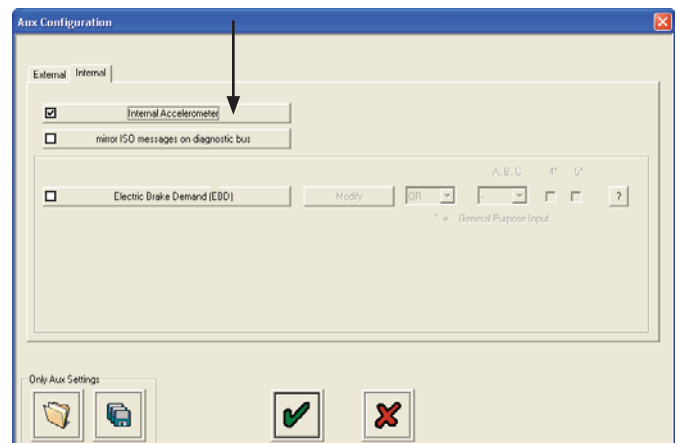 Aux Configuration
External Internal
Internal Accelerometer
mirror ISO messages on diagnostic bus
A, B, C 4* 5*
Electric Brake Demand (EBD) Modify OR - ?
* = General Purpose Input
Only Aux Settings